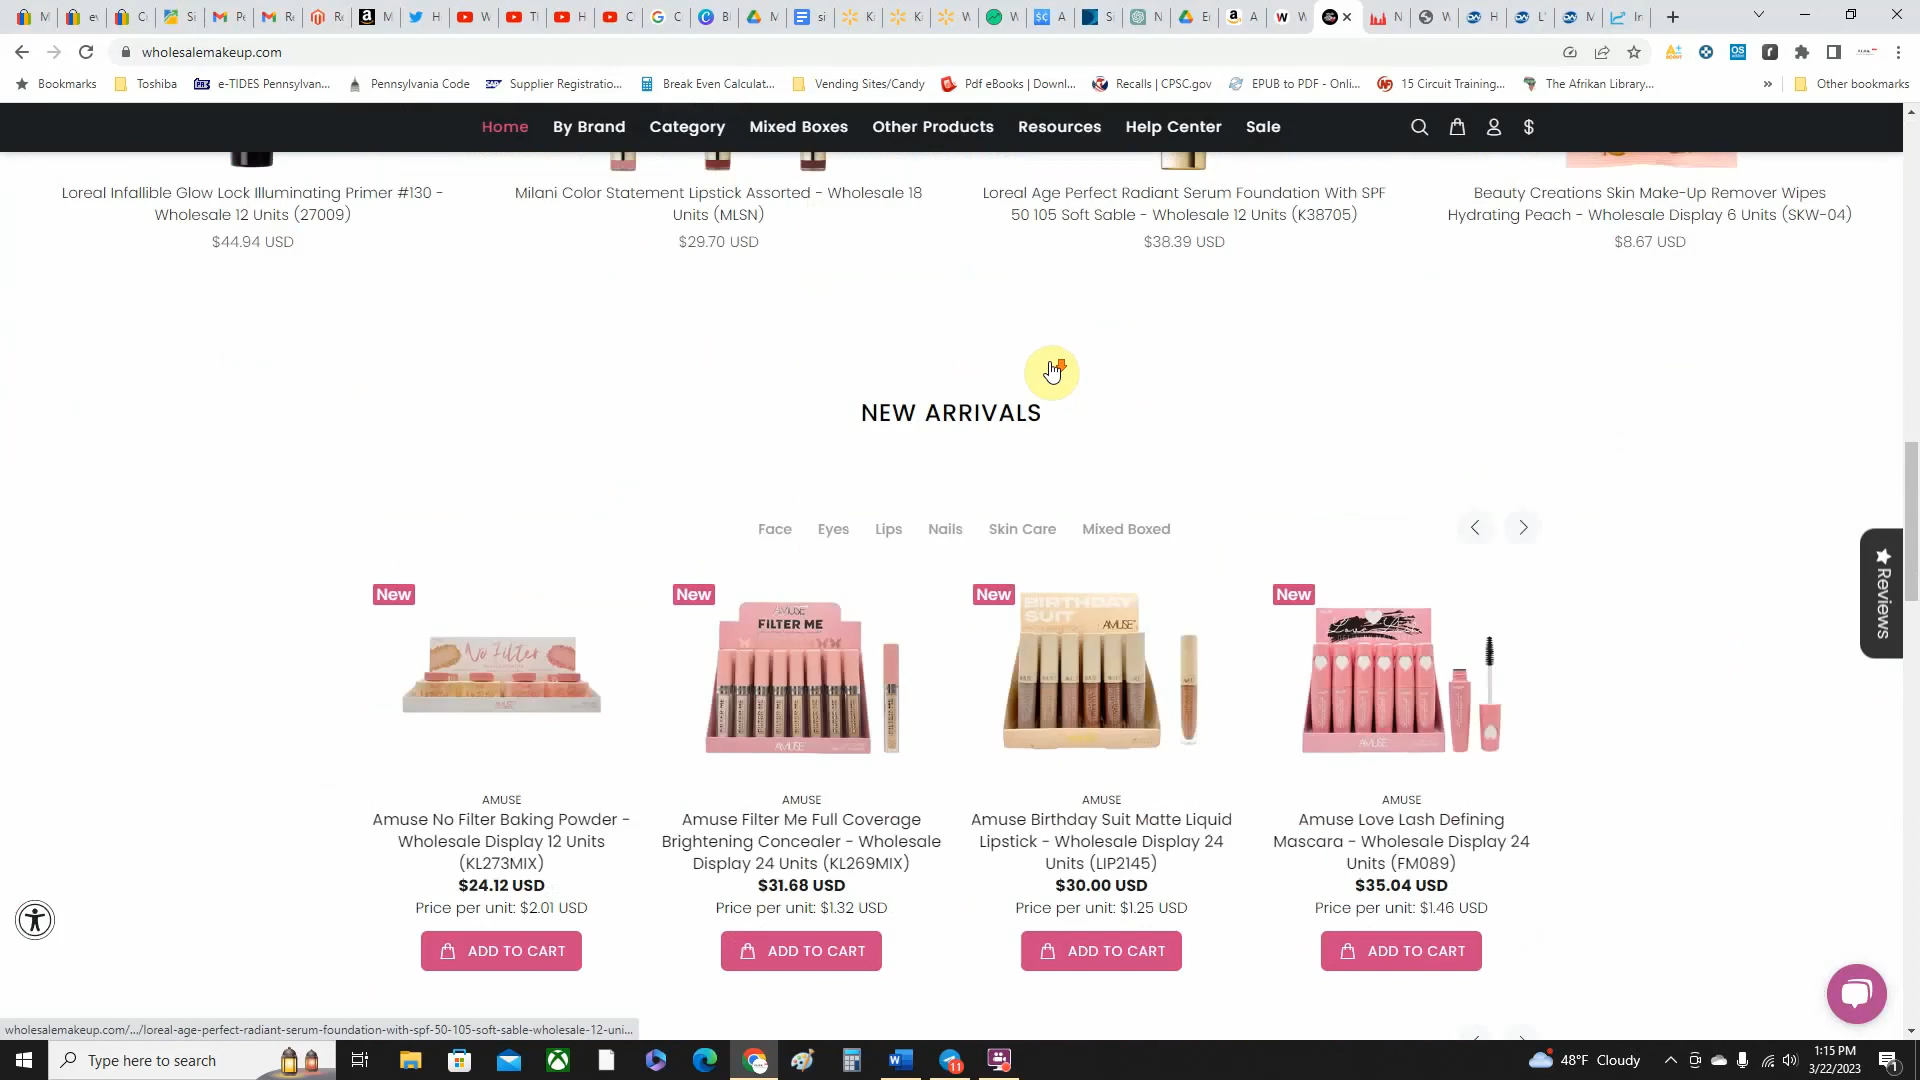 wholesalemakeup.com
Bookmarks
Toshiba
e-TIDES Pennsylvan...
Pennsylvania Code
Supplier Registratio...
Break Even Calculat...
Vending Sites/Candy
Pdf eBooks | Downl...
Recalls | CPSC.gov
EPUB to PDF - Onli...
15 Circuit Training...
The Afrikan Library...
»
Other bookmarks
Home By Brand Category Mixed Boxes Other Products Resources Help Center Sale $
Loreal Infallible Glow Lock Illuminating Primer #130 -
Wholesale 12 Units (27009)
$44.94 USD
Milani Color Statement Lipstick Assorted - Wholesale 18
Units (MLSN)
$29.70 USD
Loreal Age Perfect Radiant Serum Foundation With SPF
50 105 Soft Sable - Wholesale 12 Units (K38705)
$38.39 USD
Beauty Creations Skin Make-Up Remover Wipes
Hydrating Peach - Wholesale Display 6 Units (SKW-04)
$8.67 USD
NEW ARRIVALS
Face Eyes Lips Nails Skin Care Mixed Boxed
Reviews
New
No Filter
AMUSE
Amuse No Filter Baking Powder -
Wholesale Display 12 Units
(KL273MIX)
$24.12 USD
Price per unit: $2.01 USD
ADD TO CART
New
AMUSE
FILTER ME
AMUSE
AMUSE
Amuse Filter Me Full Coverage
Brightening Concealer - Wholesale
Display 24 Units (KL269MIX)
$31.68 USD
Price per unit: $1.32 USD
ADD TO CART
New
BIRTHDAY
SUIT
AMUSE
AMUSE
Amuse Birthday Suit Matte Liquid
Lipstick - Wholesale Display 24
Units (LIP2145)
$30.00 USD
Price per unit: $1.25 USD
ADD TO CART
New
AMUSE
AMUSE
Amuse Love Lash Defining
Mascara - Wholesale Display 24
Units (FM089)
$35.04 USD
Price per unit: $1.46 USD
ADD TO CART
wholesalemakeup.com/.../loreal-age-perfect-radiant-serum-foundation-with-spf-50-105-soft-sable-wholesale-12-uni...
Type here to search
11
48°F Cloudy
1:15 PM
3/22/2023
1